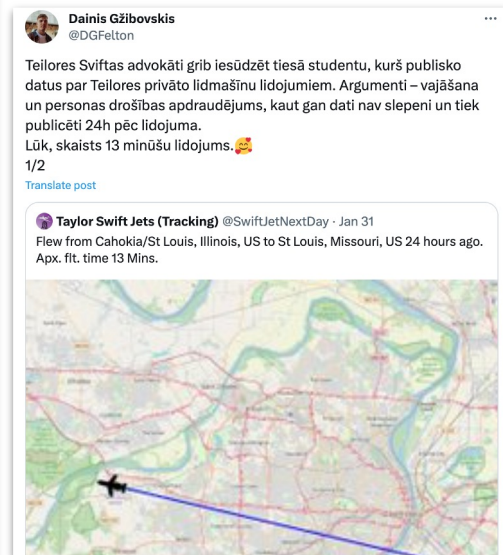 Dainis Gžibovskis
@DGFelton
Teilores Sviftas advokāti grib iesūdzēt tiesā studentu, kurš publisko
datus par Teilores privāto lidmašīnu lidojumiem. Argumenti – vajāšana
un personas drošības apdraudējums, kaut gan dati nav slepeni un tiek
publicēti 24h pēc lidojuma.
Lūk, skaists 13 minūšu lidojums.🥰
1/2
Translate post
Taylor Swift Jets (Tracking) @SwiftJetNextDay · Jan 31
Flew from Cahokia/St Louis, Illinois, US to St Louis, Missouri, US 24 hours ago.
Apx. flt. time 13 Mins.